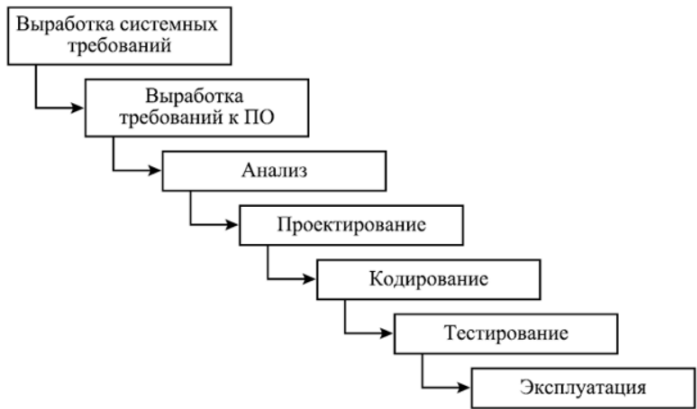 Выработка системных
требований
Выработка
требований к ПО
Анализ
Проектирование
Кодирование
Тестирование
Эксплуатация